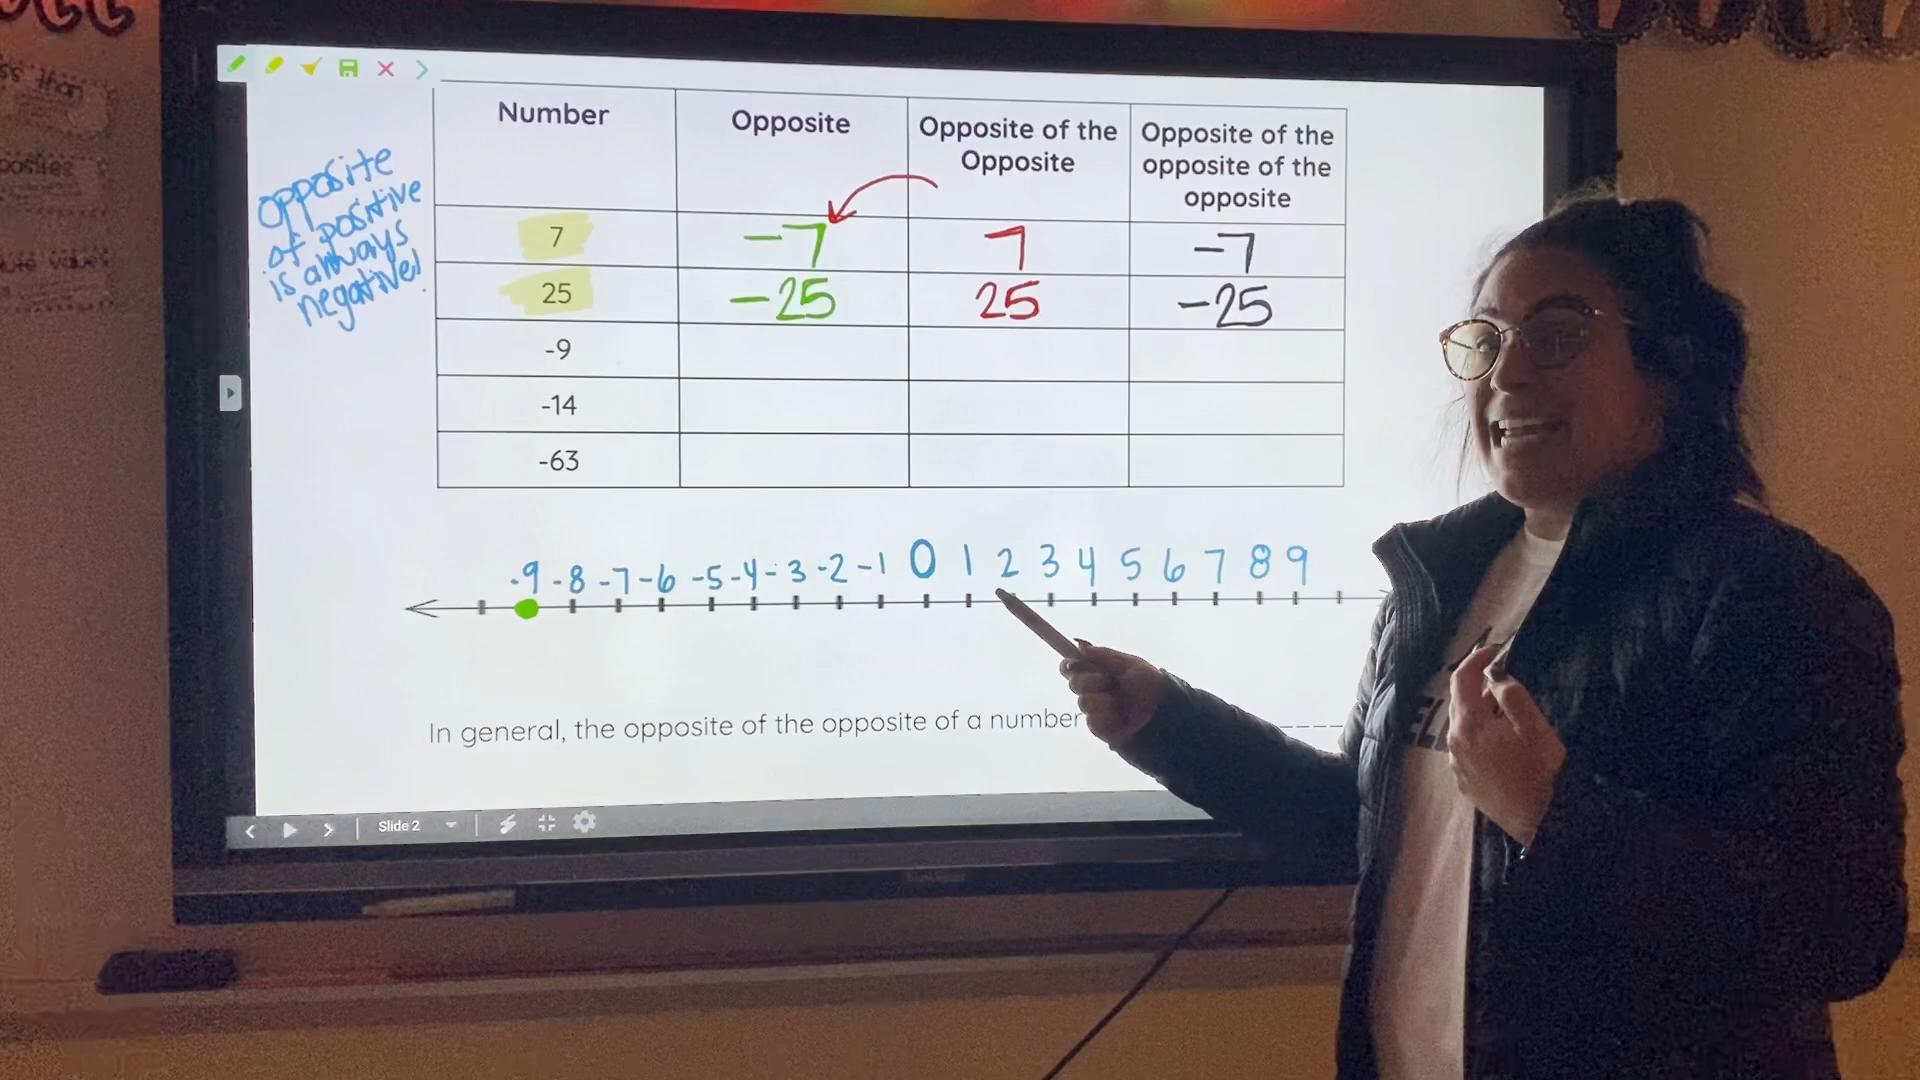 Number Opposite Opposite of the Opposite Opposite of the opposite of the opposite
7 -7 7 -7
25 -25 25 -25
-9
-14
-63
opposite
of positive
is always
negative!
-9 -8 -7 -6 -5 -4 -3 -2 -1 0 1 2 3 4 5 6 7 8 9
In general, the opposite of the opposite of a number
Slide 2
than